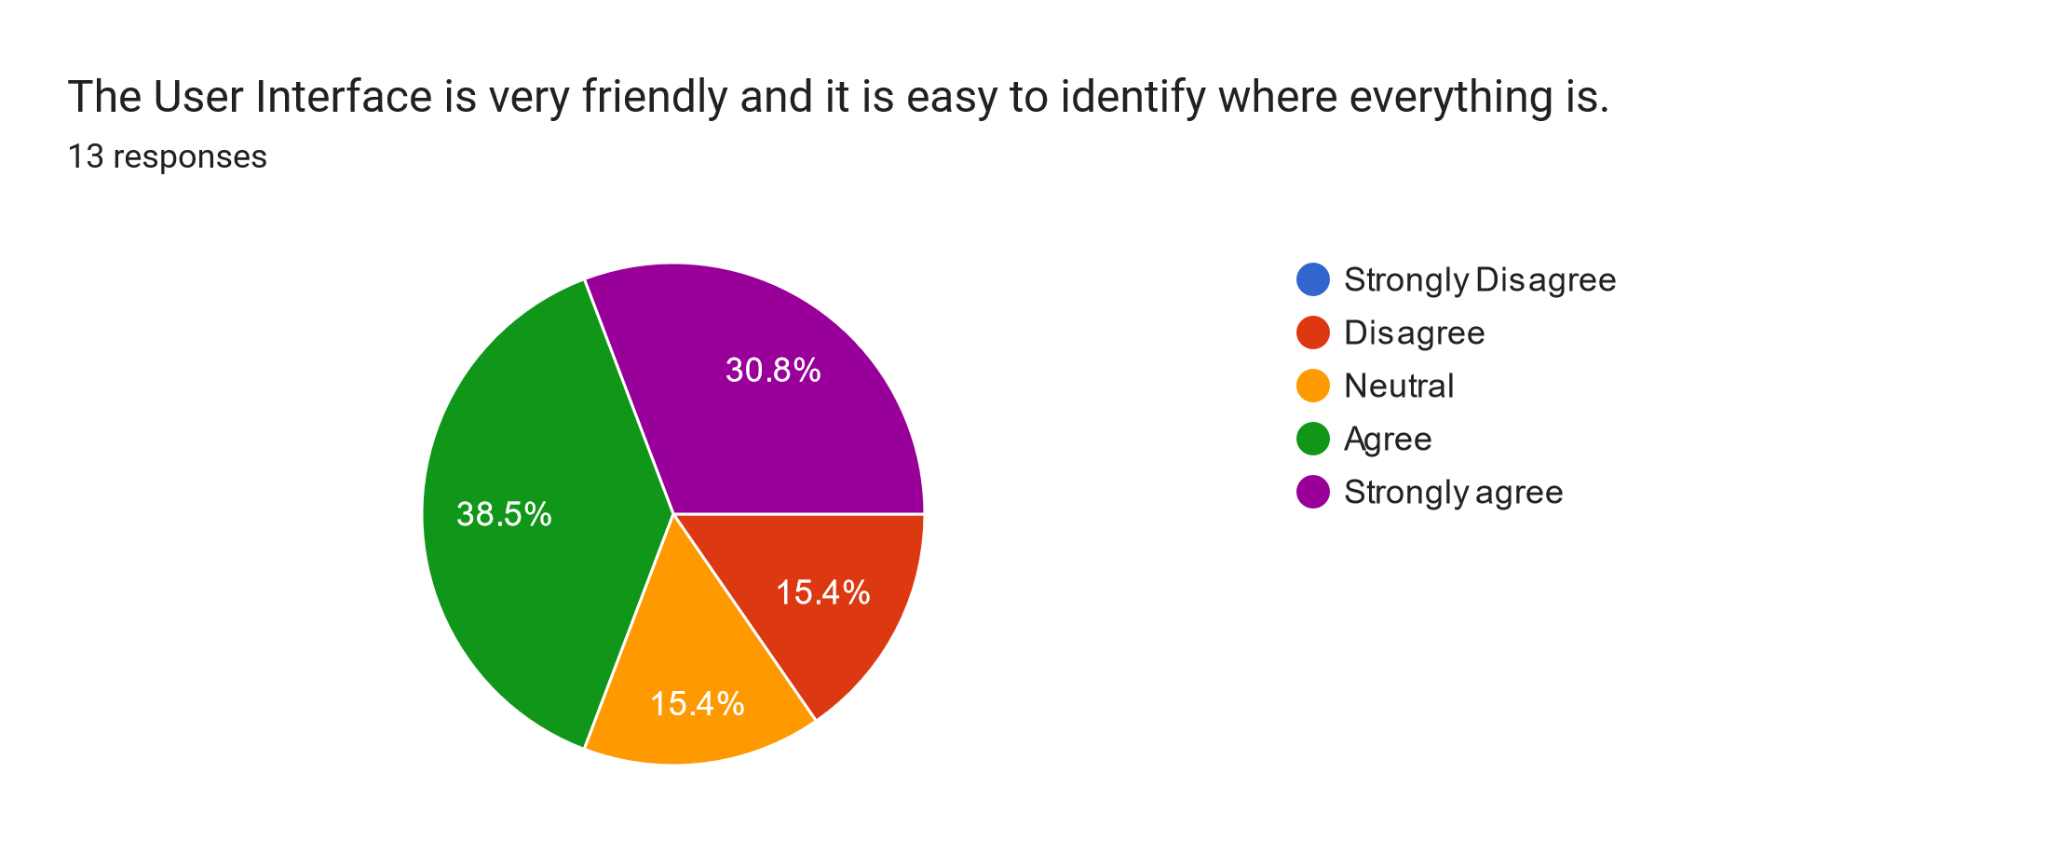 The User Interface is very friendly and it is easy to identify where everything is.
13 responses
30.8%
38.5%
15.4%
15.4%
Strongly Disagree
Disagree
Neutral
Agree
Strongly agree